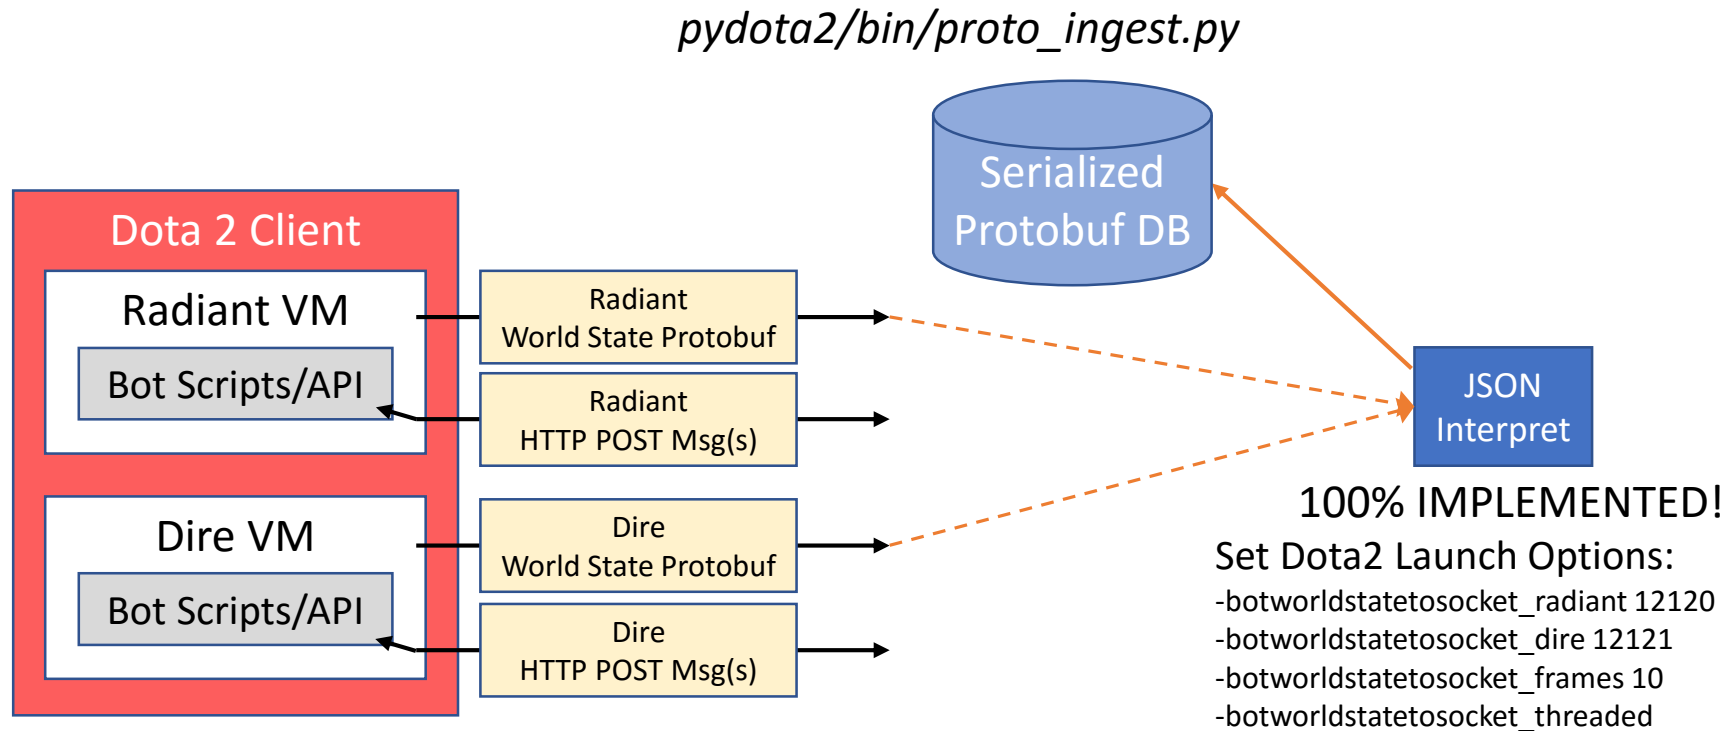 pydota2/bin/proto_ingest.py
Serialized
Protobuf DB
Dota 2 Client
Radiant VM
Bot Scripts/API
Radiant
World State Protobuf
Radiant
HTTP POST Msg(s)
Dire VM
Bot Scripts/API
Dire
World State Protobuf
Dire
HTTP POST Msg(s)
JSON
Interpret
100% IMPLEMENTED!
Set Dota2 Launch Options:
-botworldstatetosocket_radiant 12120
-botworldstatetosocket_dire 12121
-botworldstatetosocket_frames 10
-botworldstatetosocket_threaded